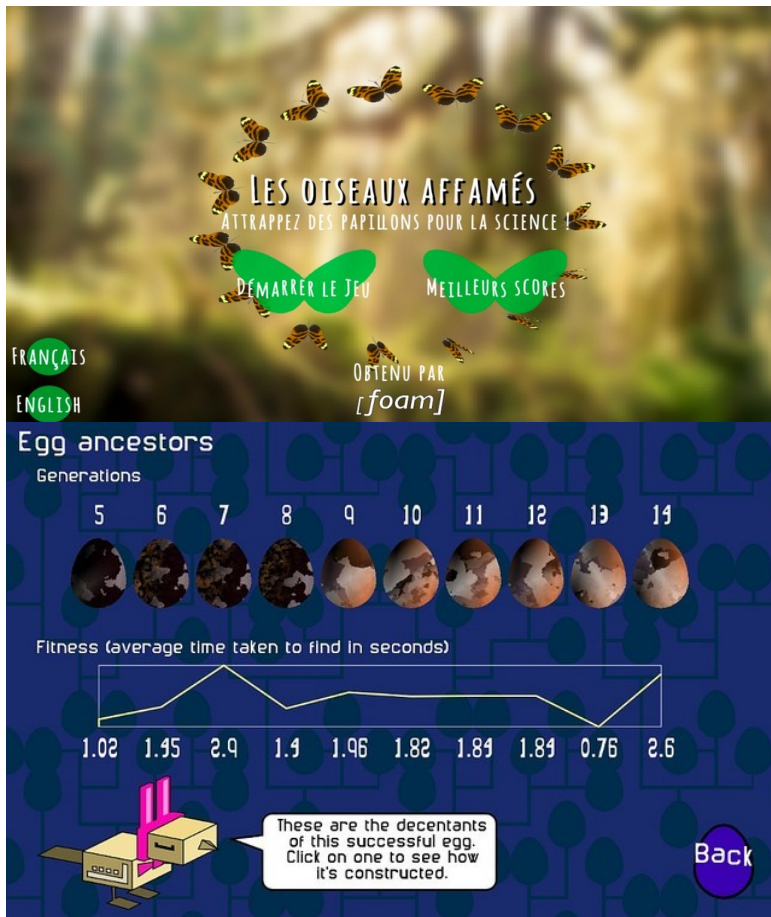 LES OISEAUX AFFAMÉS
ATTRAPPEZ DES PAPILLONS POUR LA SCIENCE !
DÉMARRER LE JEU
MEILLEURS SCORES
FRANÇAIS
ENGLISH
OBTENU PAR
[foam]
Egg ancestors
Generations
5 6 7 8 9 10 11 12 13 14
Fitness (average time taken to find in seconds)
1.02 1.45 2.9 1.4 1.96 1.82 1.84 1.84 0.76 2.6
These are the decentants
of this successful egg.
Click on one to see how
it's constructed.
Back